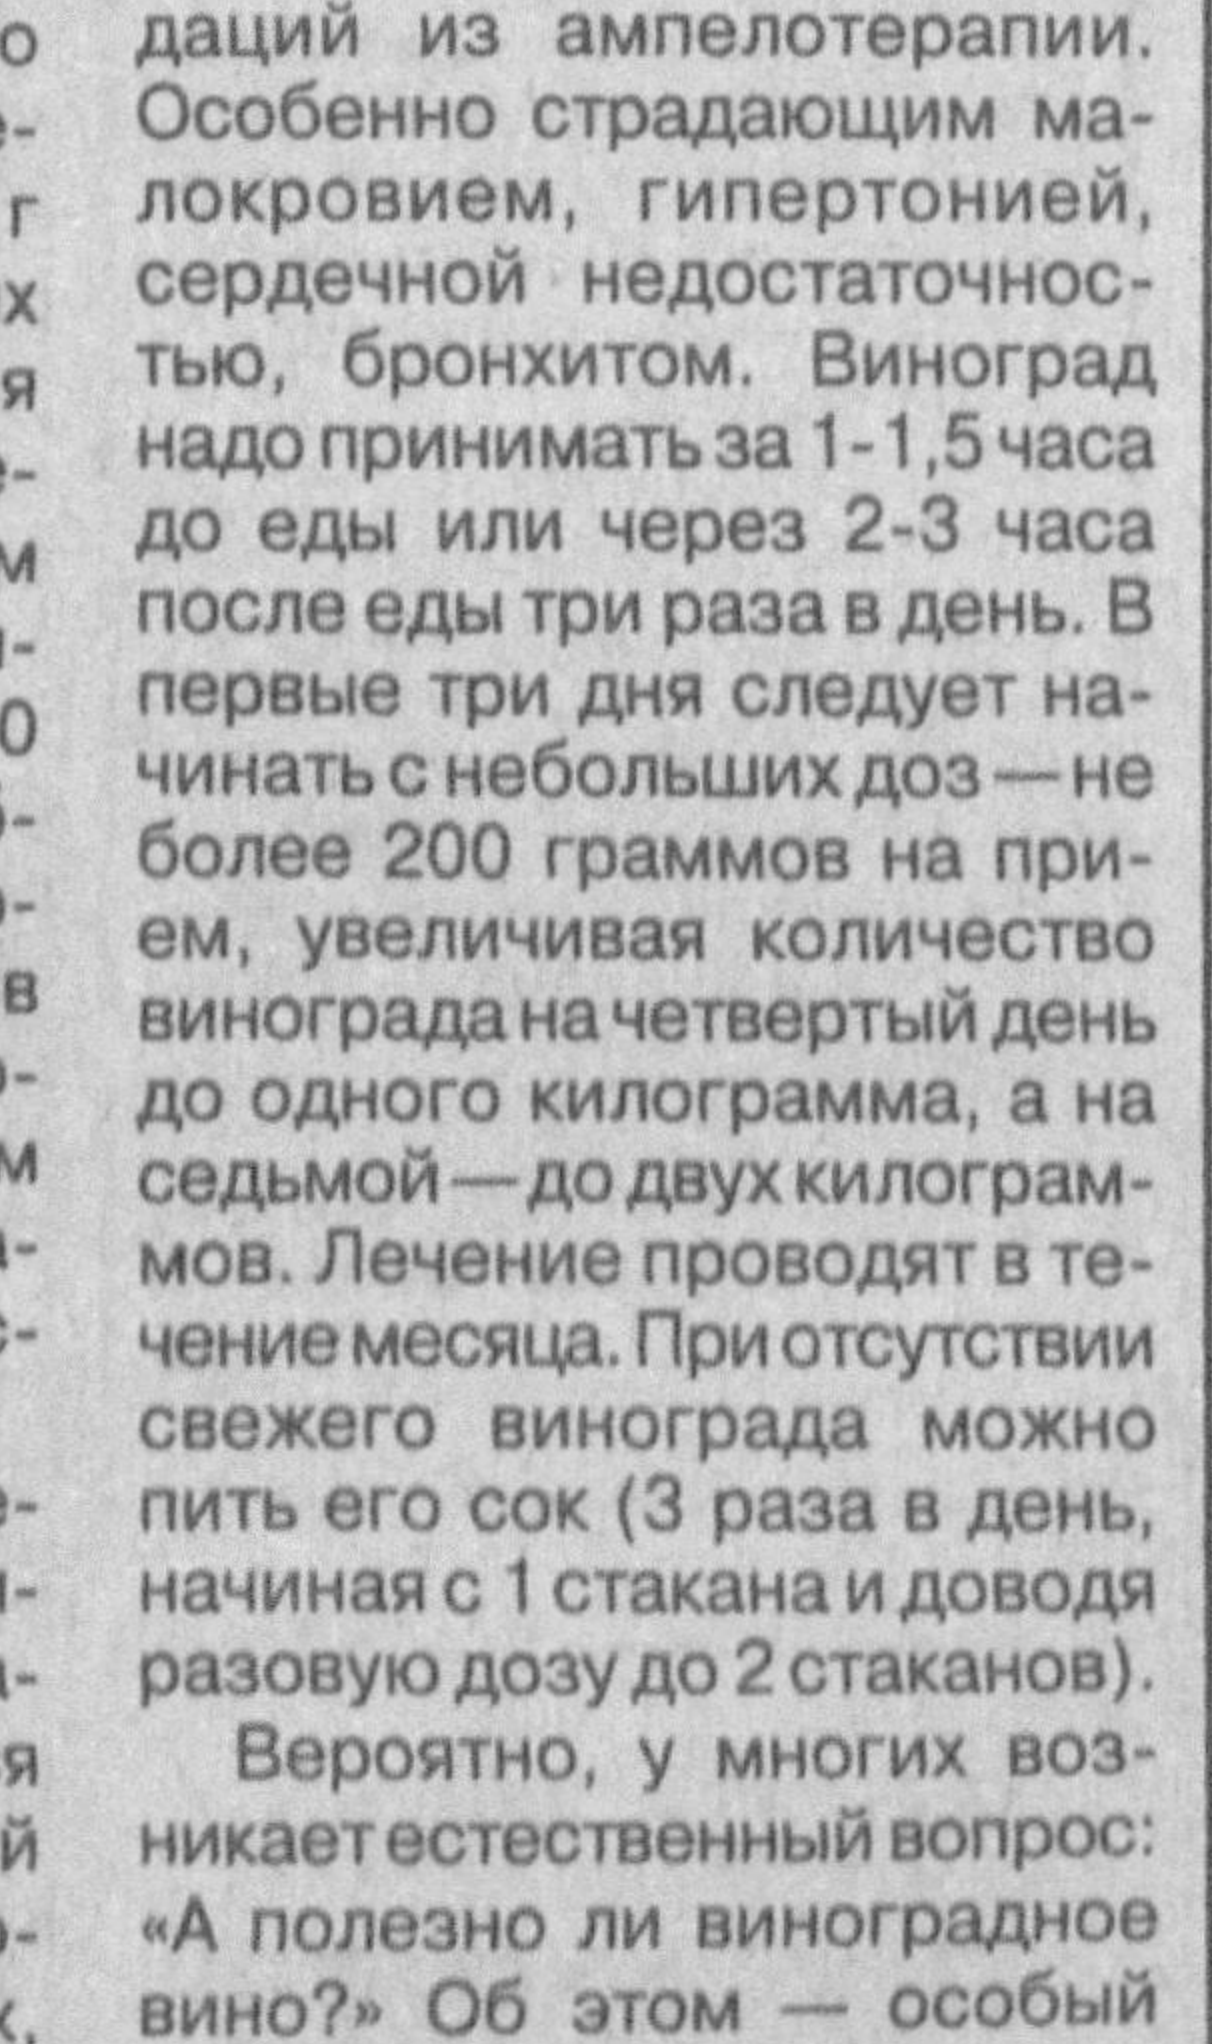 даций из ампелотерапии.
Особенно страдающим ма-
локровием, гипертонией,
сердечной недостаточнос-
тью, бронхитом. Виноград
надо принимать за 1-1,5 часа
до еды или через 2-3 часа
после еды три раза в день. В
первые три дня следует на-
чинать с небольших доз — не
более 200 граммов на при-
ем, увеличивая количество
винограда на четвертый день
до одного килограмма, а на
седьмой — до двух килограм-
мов. Лечение проводят в те-
чение месяца. При отсутствии
свежего винограда можно
пить его сок (3 раза в день,
начиная с 1 стакана и доводя
разовую дозу до 2 стаканов).
Вероятно, у многих воз-
никает естественный вопрос:
«А полезно ли виноградное
вино?» Об этом — особый